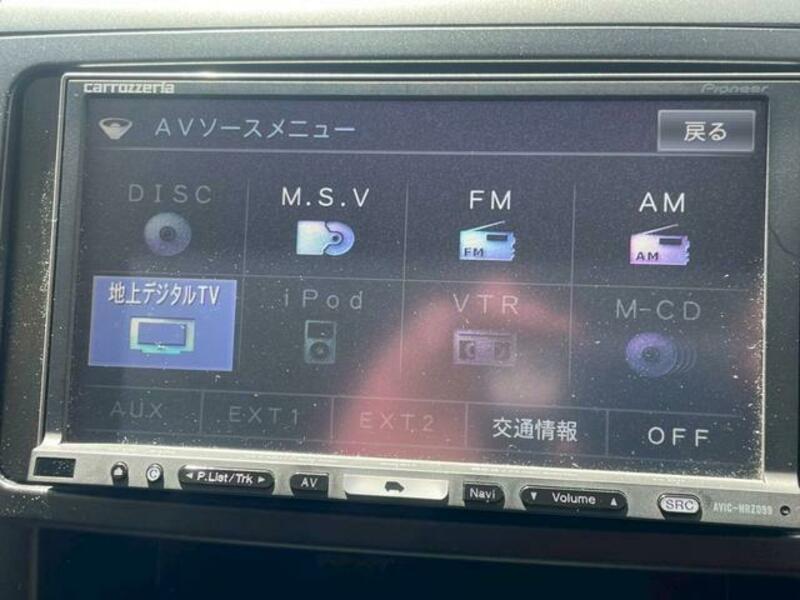 carrozzeria
Pioneer
AVソースメニュー
戻る
DISC
M.S.V
FM
AM
FM
AM
地上デジタルTV
iPod
VTR
M-CD
AUX
EXT1
EXT2
交通情報
OFF
P.List/Trk
AV
Navi
Volume
SRC
AVIC-HRZ099